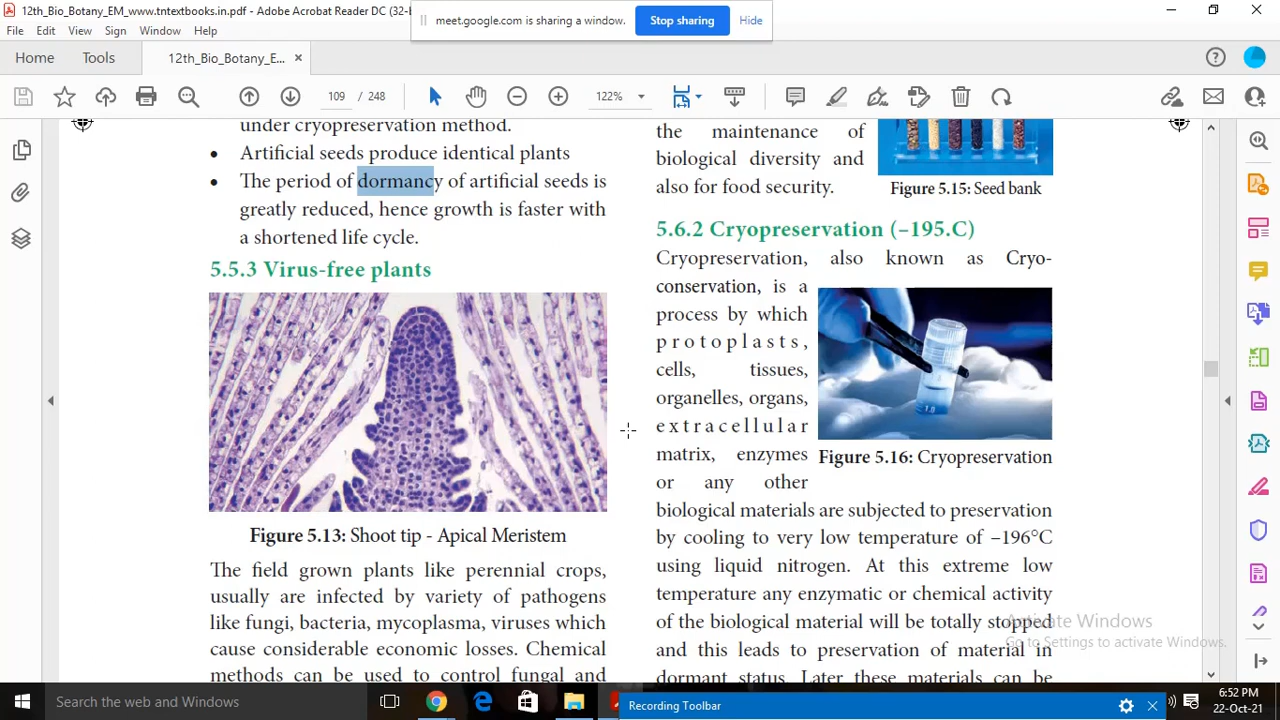 12th_Bio_Botany_EM_www.tntextbooks.in.pdf - Adobe Acrobat Reader DC (32-b
meet.google.com is sharing a window.
Stop sharing
Hide
File Edit View Sign Window Help
Home
Tools
12th_Bio_Botany_E...
109 / 248
122%
under cryopreservation method.
• Artificial seeds produce identical plants
• The period of dormancy of artificial seeds is
greatly reduced, hence growth is faster with
a shortened life cycle.
5.5.3 Virus-free plants
Figure 5.13: Shoot tip - Apical Meristem
The field grown plants like perennial crops,
usually are infected by variety of pathogens
like fungi, bacteria, mycoplasma, viruses which
cause considerable economic losses. Chemical
methods can be used to control fungal and
the maintenance of
biological diversity and
also for food security.
Figure 5.15: Seed bank
5.6.2 Cryopreservation (–195.C)
Cryopreservation, also known as Cryo-
conservation, is a
process by which
protoplasts,
cells, tissues,
organelles, organs,
extracellular
matrix, enzymes
or any other
1.0
Figure 5.16: Cryopreservation
biological materials are subjected to preservation
by cooling to very low temperature of –196°C
using liquid nitrogen. At this extreme low
temperature any enzymatic or chemical activity
of the biological material will be totally stopped
and this leads to preservation of material in
dormant status. Later these materials can be
Activate Windows
Go to Settings to activate Windows.
Search the web and Windows
Recording Toolbar
6:52 PM
22-Oct-21